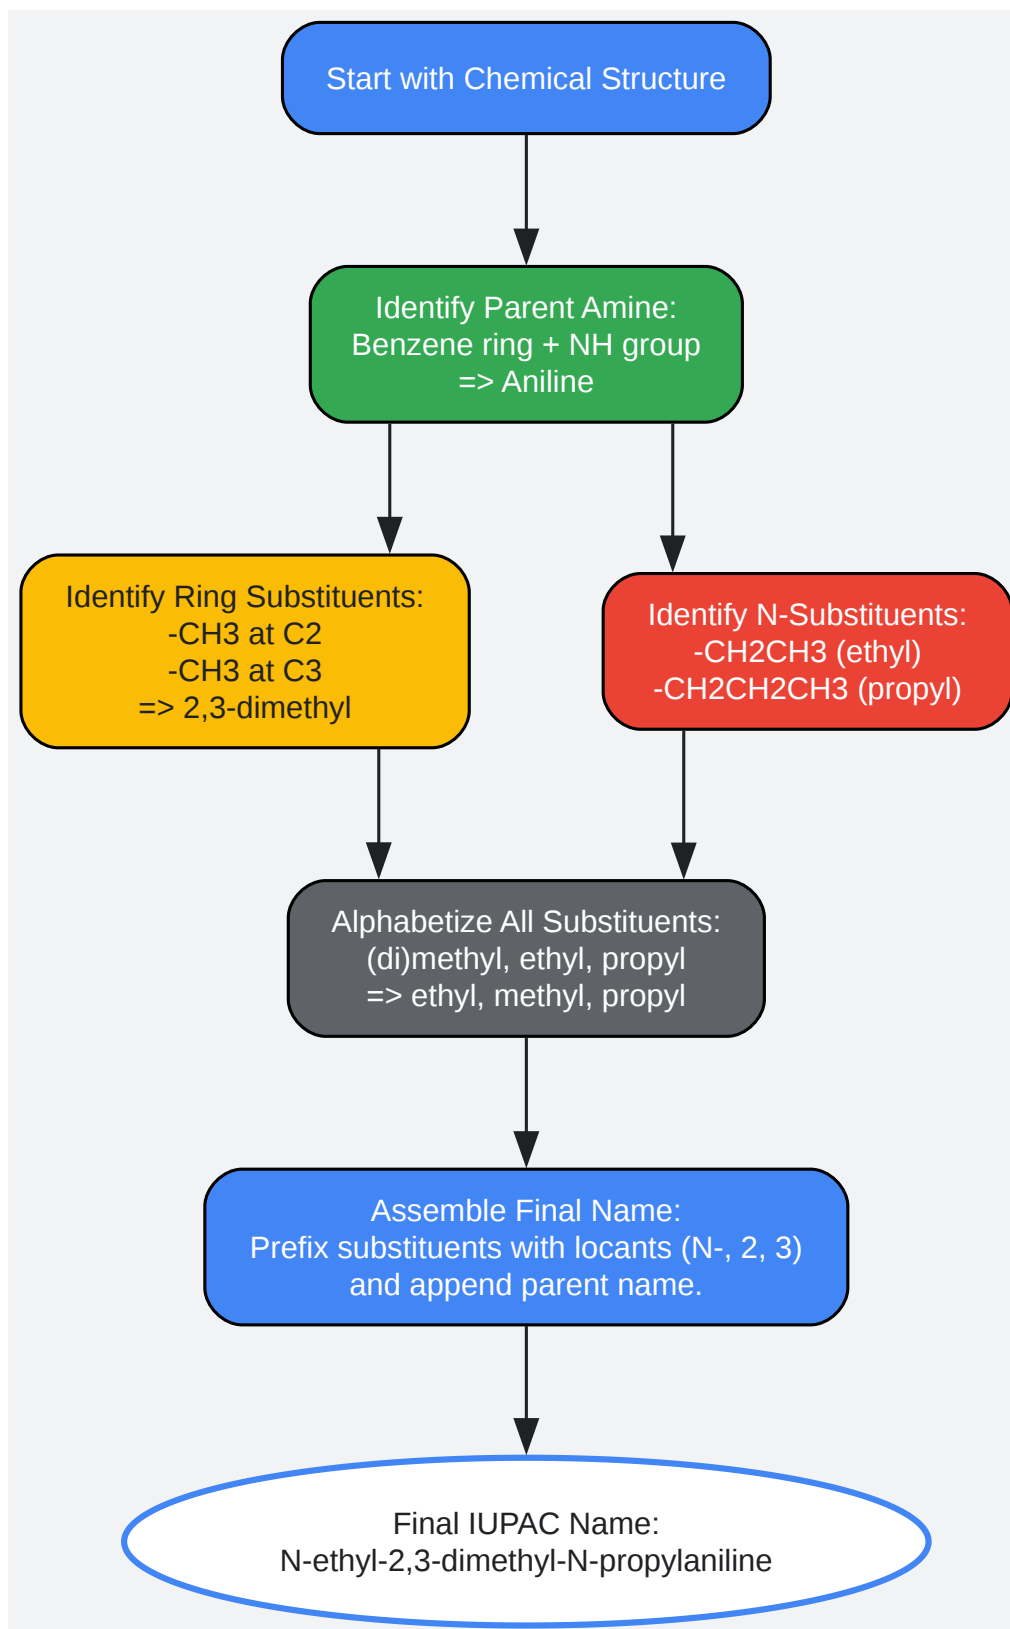 Start with Chemical Structure
Identify Parent Amine:
Benzene ring + NH group
=> Aniline
Identify Ring Substituents:
-CH3 at C2
-CH3 at C3
=> 2,3-dimethyl
Identify N-Substituents:
-CH2CH3 (ethyl)
-CH2CH2CH3 (propyl)
Alphabetize All Substituents:
(di)methyl, ethyl, propyl
=> ethyl, methyl, propyl
Assemble Final Name:
Prefix substituents with locants (N-, 2, 3)
and append parent name.
Final IUPAC Name:
N-ethyl-2,3-dimethyl-N-propylaniline